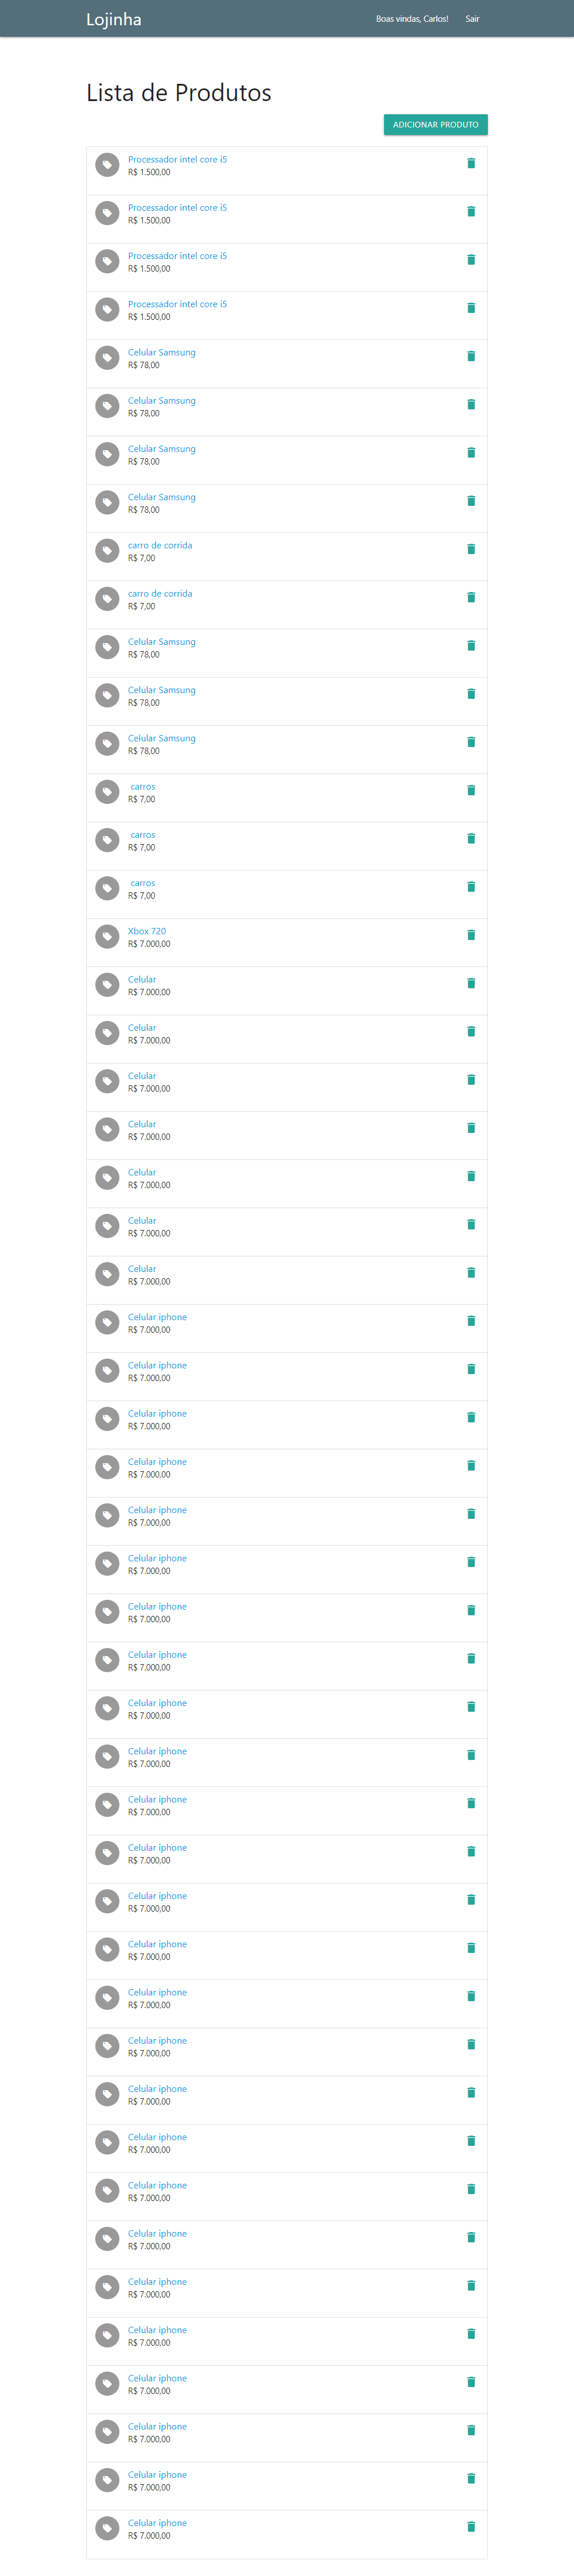 Lojinha
Boas vindas, Carlos!
Sair
Lista de Produtos
ADICIONAR PRODUTO
Processador intel core i5
R$ 1.500,00
Processador intel core i5
R$ 1.500,00
Processador intel core i5
R$ 1.500,00
Processador intel core i5
R$ 1.500,00
Celular Samsung
R$ 78,00
Celular Samsung
R$ 78,00
Celular Samsung
R$ 78,00
Celular Samsung
R$ 78,00
carro de corrida
R$ 7,00
carro de corrida
R$ 7,00
Celular Samsung
R$ 78,00
Celular Samsung
R$ 78,00
Celular Samsung
R$ 78,00
carros
R$ 7,00
carros
R$ 7,00
carros
R$ 7,00
Xbox 720
R$ 7.000,00
Celular
R$ 7.000,00
Celular
R$ 7.000,00
Celular
R$ 7.000,00
Celular
R$ 7.000,00
Celular
R$ 7.000,00
Celular
R$ 7.000,00
Celular
R$ 7.000,00
Celular iphone
R$ 7.000,00
Celular iphone
R$ 7.000,00
Celular iphone
R$ 7.000,00
Celular iphone
R$ 7.000,00
Celular iphone
R$ 7.000,00
Celular iphone
R$ 7.000,00
Celular iphone
R$ 7.000,00
Celular iphone
R$ 7.000,00
Celular iphone
R$ 7.000,00
Celular iphone
R$ 7.000,00
Celular iphone
R$ 7.000,00
Celular iphone
R$ 7.000,00
Celular iphone
R$ 7.000,00
Celular iphone
R$ 7.000,00
Celular iphone
R$ 7.000,00
Celular iphone
R$ 7.000,00
Celular iphone
R$ 7.000,00
Celular iphone
R$ 7.000,00
Celular iphone
R$ 7.000,00
Celular iphone
R$ 7.000,00
Celular iphone
R$ 7.000,00
Celular iphone
R$ 7.000,00
Celular iphone
R$ 7.000,00
Celular iphone
R$ 7.000,00
Celular iphone
R$ 7.000,00
Celular iphone
R$ 7.000,00